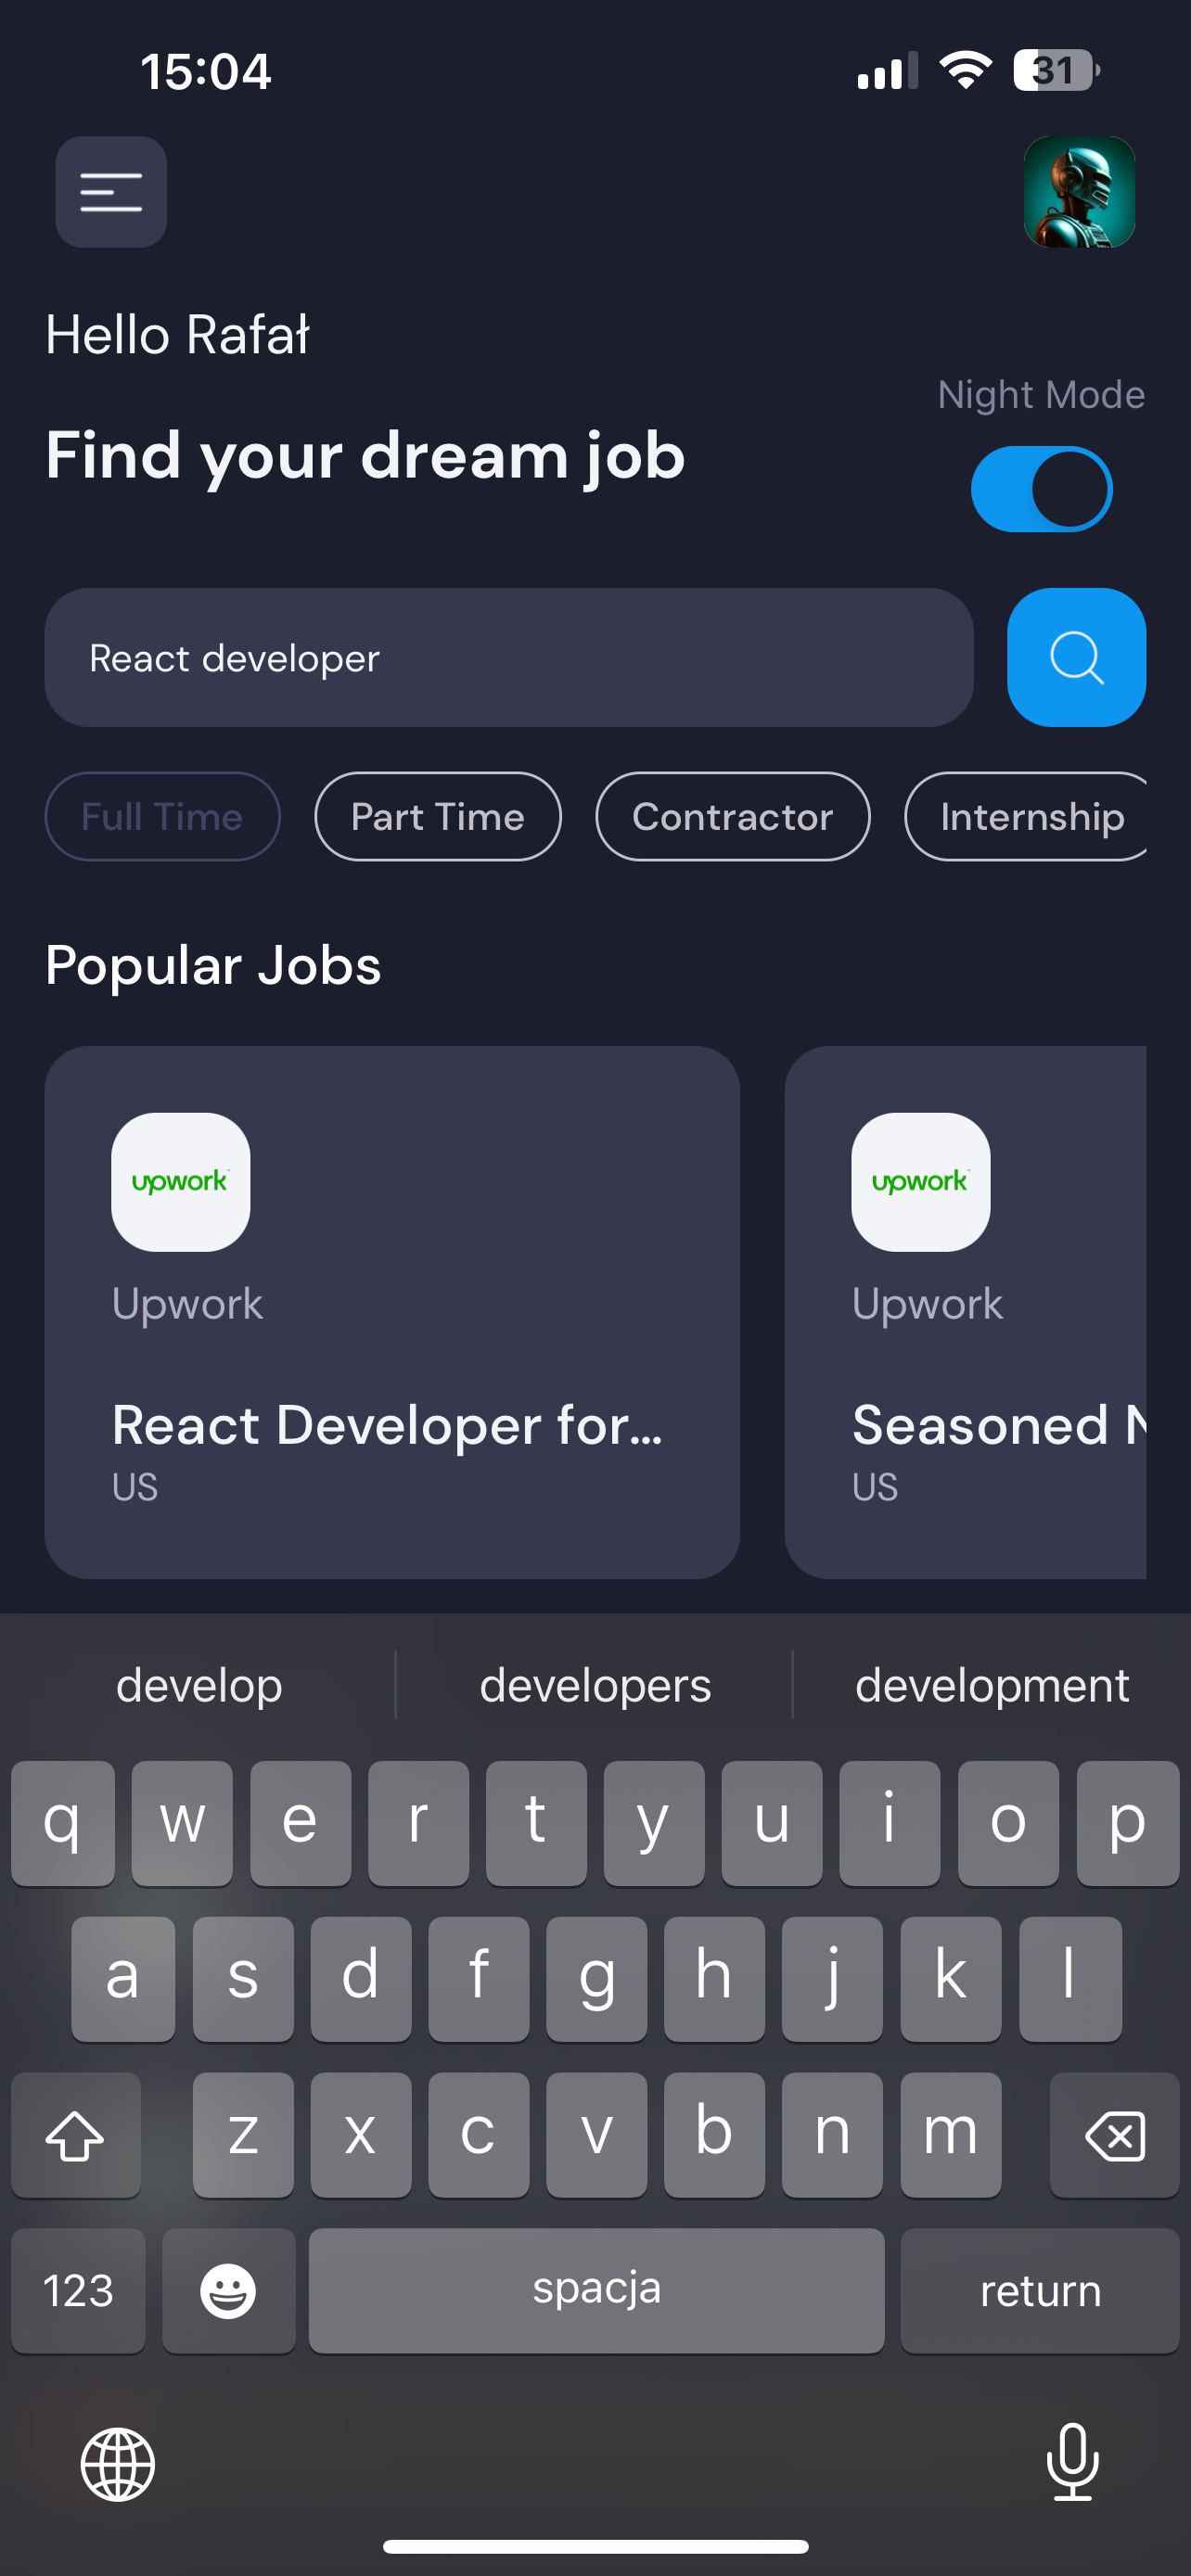 15:04
31
Hello Rafał
Night Mode
Find your dream job
React developer
Full Time
Part Time
Contractor
Internship
Popular Jobs
upwork
upwork
Upwork
Upwork
React Developer for...
Seasoned N
US
US
develop
developers
development
q w e r t y u i o p
a s d f g h j k l
z x c v b n m
123
spacja
return